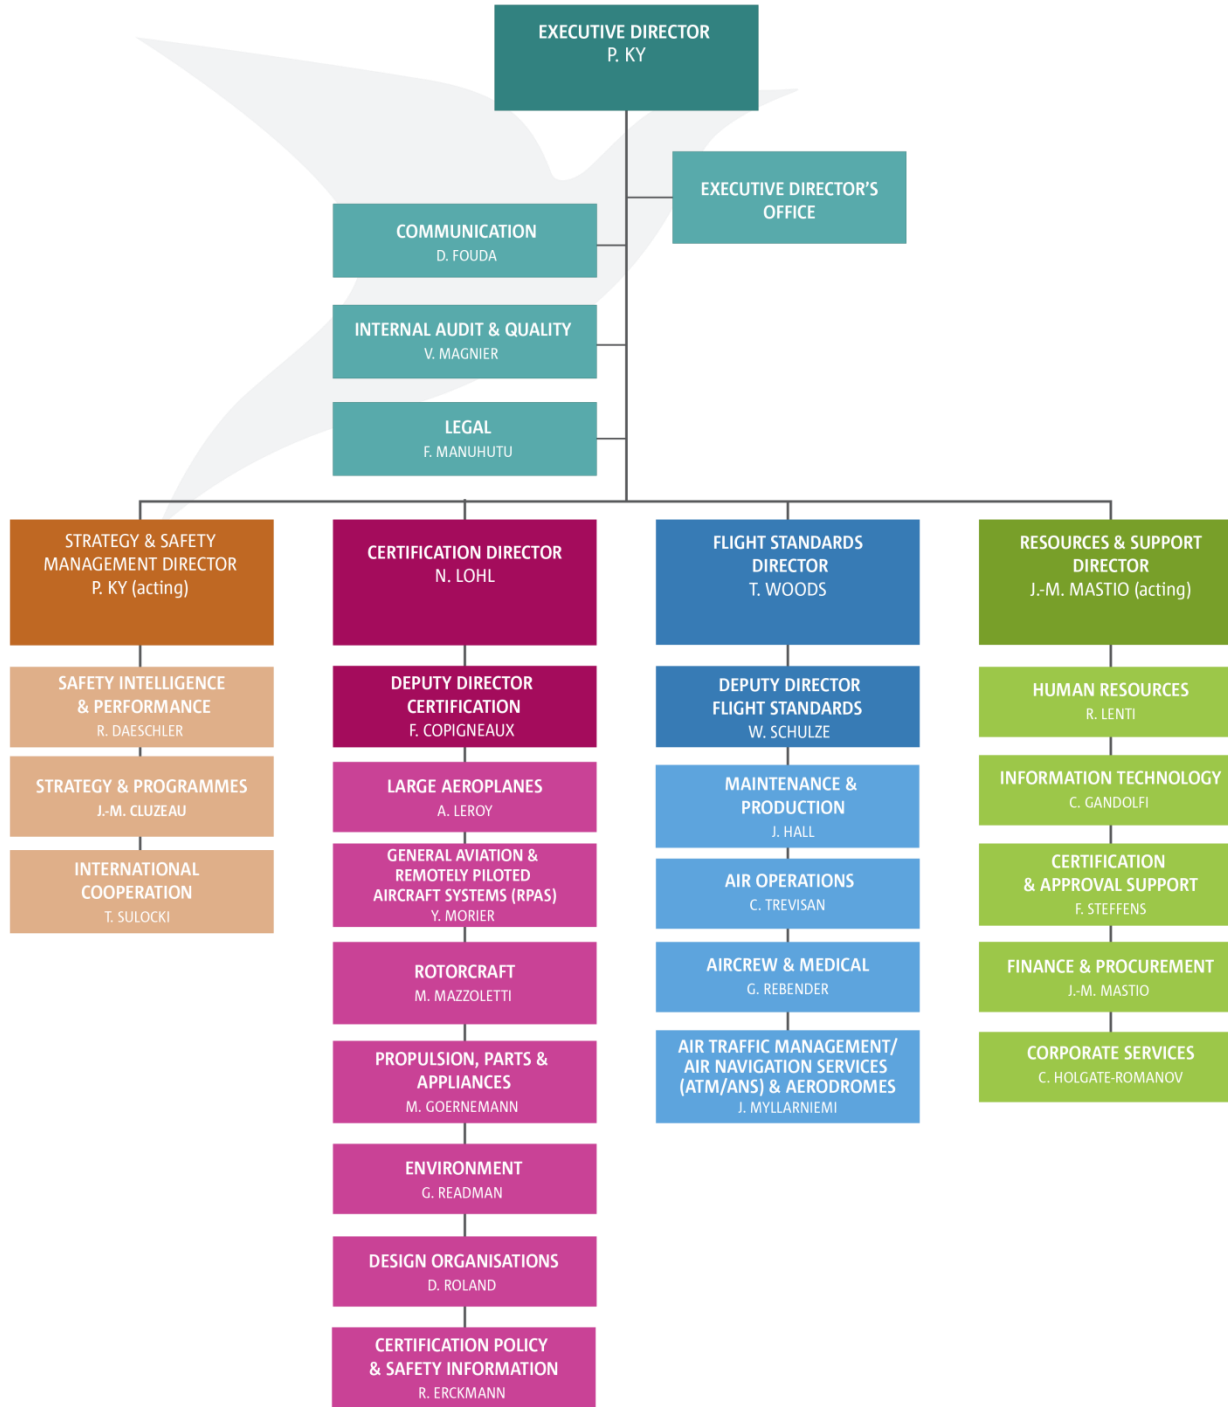 EXECUTIVE DIRECTOR
P. KY
EXECUTIVE DIRECTOR'S
OFFICE
COMMUNICATION
D. FOUDA
INTERNAL AUDIT & QUALITY
V. MAGNIER
LEGAL
F. MANUHUTU
STRATEGY & SAFETY
MANAGEMENT DIRECTOR
P. KY (acting)
SAFETY INTELLIGENCE
& PERFORMANCE
R. DAESCHLER
STRATEGY & PROGRAMMES
J.-M. CLUZEAU
INTERNATIONAL
COOPERATION
T. SULOCKI
CERTIFICATION DIRECTOR
N. LOHL
DEPUTY DIRECTOR
CERTIFICATION
F. COPIGNEAUX
LARGE AEROPLANES
A. LEROY
GENERAL AVIATION &
REMOTELY PILOTED
AIRCRAFT SYSTEMS (RPAS)
Y. MORIER
ROTORCRAFT
M. MAZZOLETTI
PROPULSION, PARTS &
APPLIANCES
M. GOERNEMANN
ENVIRONMENT
G. READMAN
DESIGN ORGANISATIONS
D. ROLAND
CERTIFICATION POLICY
& SAFETY INFORMATION
R. ERCKMANN
FLIGHT STANDARDS
DIRECTOR
T. WOODS
DEPUTY DIRECTOR
FLIGHT STANDARDS
W. SCHULZE
MAINTENANCE &
PRODUCTION
J. HALL
AIR OPERATIONS
C. TREVISAN
AIRCREW & MEDICAL
G. REBENDER
AIR TRAFFIC MANAGEMENT/
AIR NAVIGATION SERVICES
(ATM/ANS) & AERODROMES
J. MYLLARNIEMI
RESOURCES & SUPPORT
DIRECTOR
J.-M. MASTIO (acting)
HUMAN RESOURCES
R. LENTI
INFORMATION TECHNOLOGY
C. GANDOLFI
CERTIFICATION
& APPROVAL SUPPORT
F. STEFFENS
FINANCE & PROCUREMENT
J.-M. MASTIO
CORPORATE SERVICES
C. HOLGATE-ROMANOV